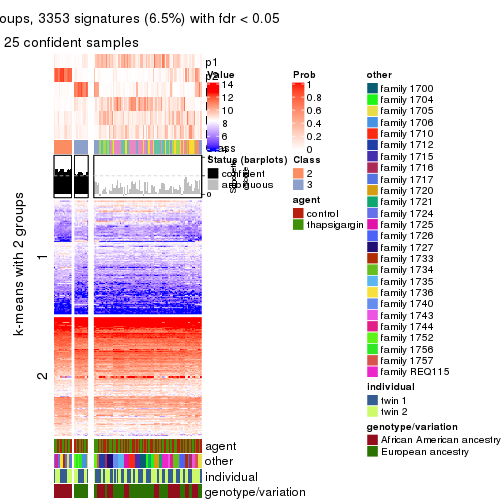 oups, 3353 signatures (6.5%) with fdr < 0.05
25 confident samples
k-means with 2 groups
1
2
p1
p2
Value
14
12
10
8
6
4
Status (barplots)
confident
ambiguous
0
agent
other
individual
genotype/variation
Prob
1
0.8
0.6
0.4
0.2
0
Class
2
3
agent
control
thapsigargin
other
family 1700
family 1704
family 1705
family 1706
family 1710
family 1712
family 1715
family 1716
family 1717
family 1720
family 1721
family 1724
family 1725
family 1726
family 1727
family 1733
family 1734
family 1735
family 1736
family 1740
family 1743
family 1744
family 1752
family 1756
family 1757
family REQ115
individual
twin 1
twin 2
genotype/variation
African American ancestry
European ancestry